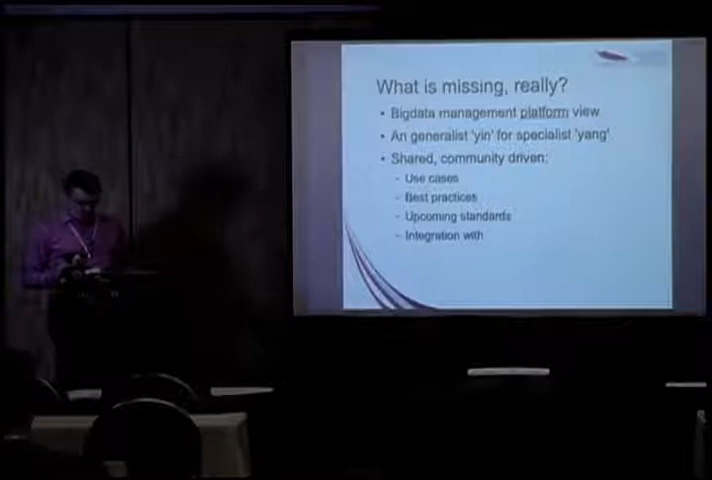 What is missing, really?
• Bigdata management platform view
• An generalist 'yin' for specialist 'yang'
• Shared, community driven:
– Use cases
– Best practices
– Upcoming standards
– Integration with